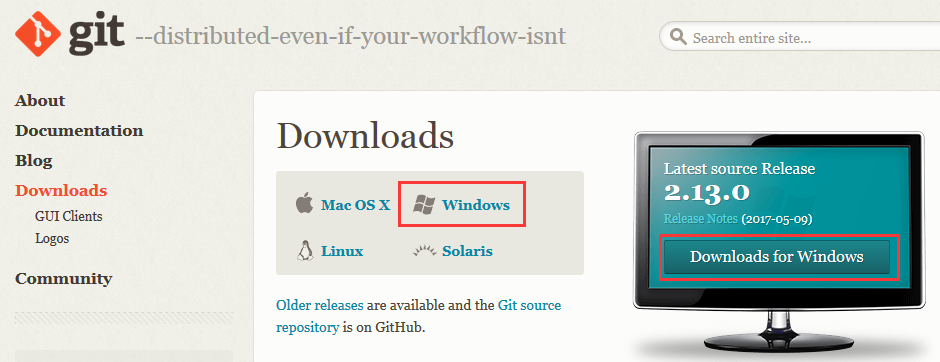 git --distributed-even-if-your-workflow-isnt
Search entire site...
About
Documentation
Blog
Downloads
GUI Clients
Logos
Community
Downloads
Mac OS X
Windows
Linux
Solaris
Older releases are available and the Git source
repository is on GitHub.
Latest source Release
2.13.0
Release Notes (2017-05-09)
Downloads for Windows